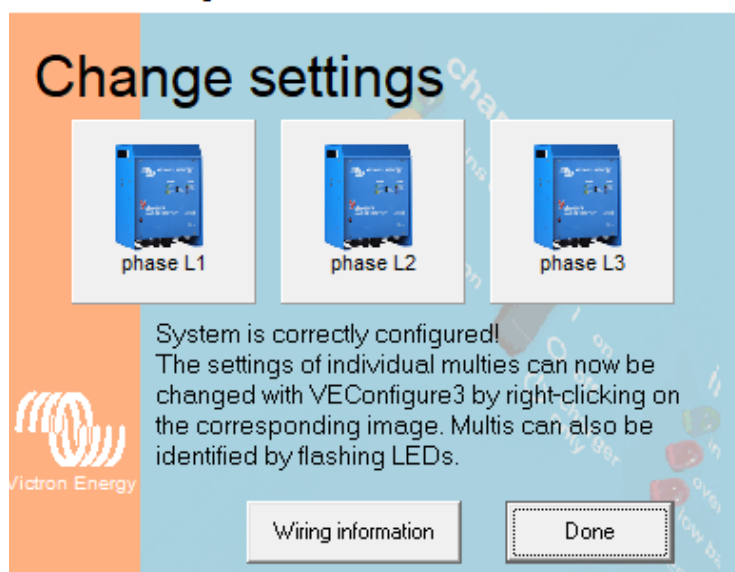 Change settings
phase L1
phase L2
phase L3
System is correctly configured!
The settings of individual multies can now be
changed with VEConfigure3 by right-clicking on
the corresponding image. Multis can also be
identified by flashing LEDs.
Victron Energy
Wiring information
Done